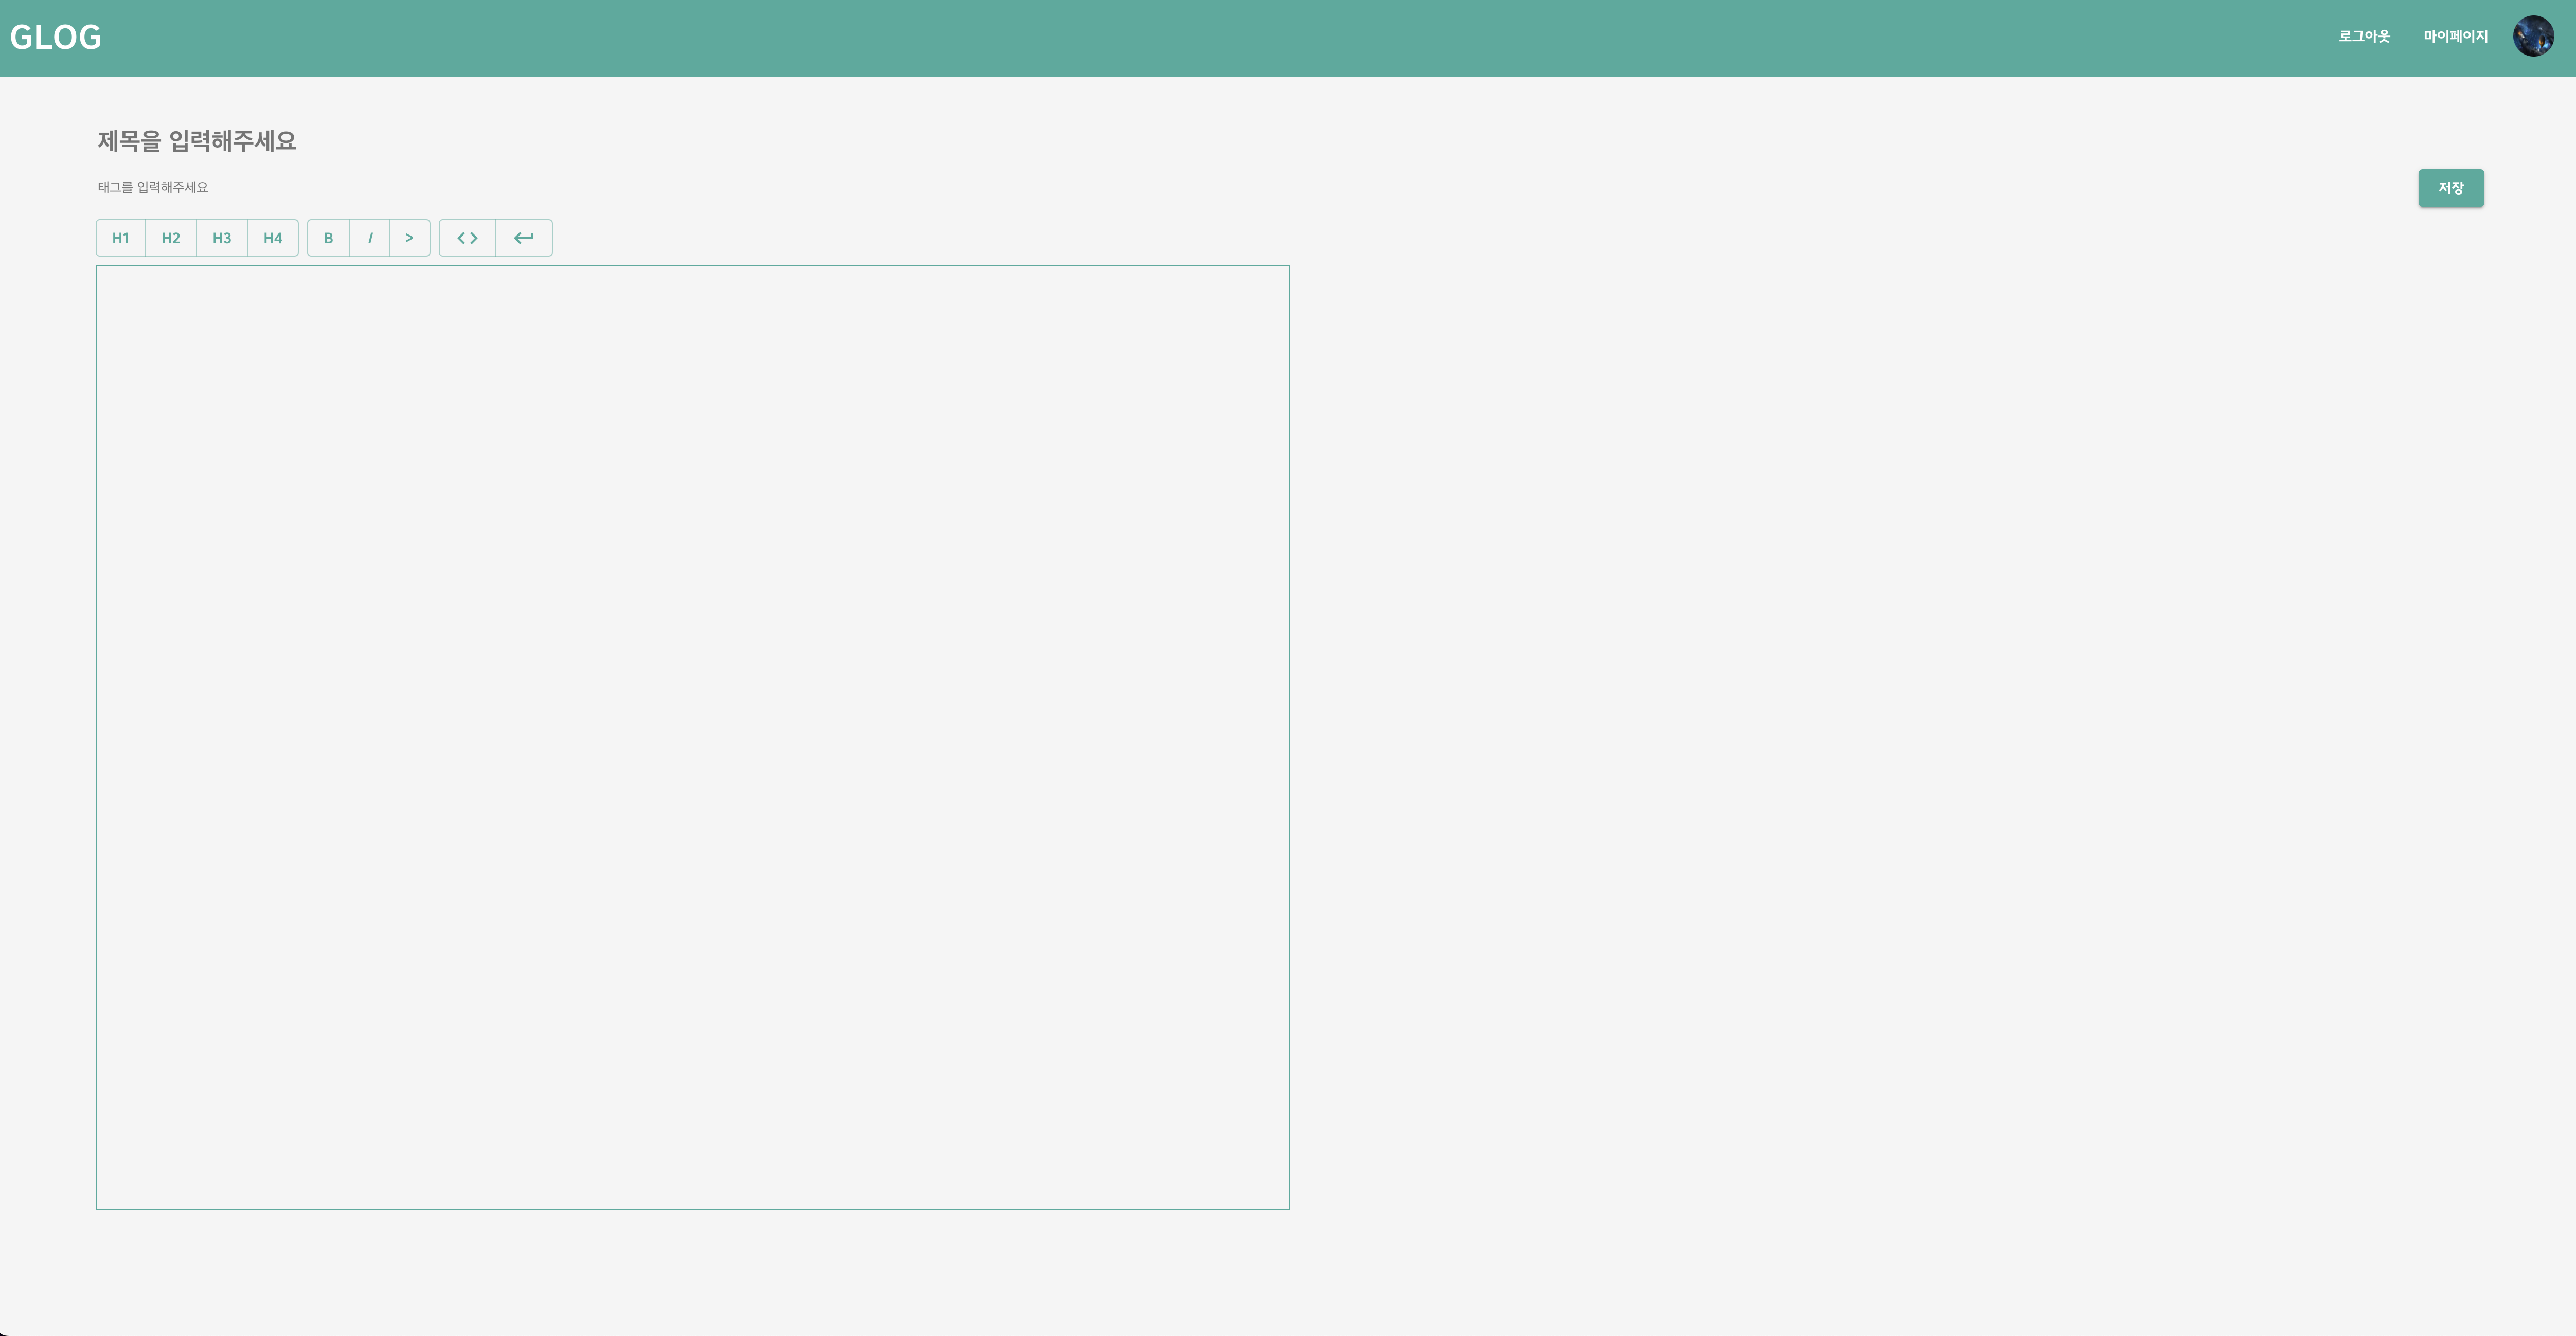 GLOG
로그아웃 마이페이지
제목을 입력해주세요
태그를 입력해주세요
저장
H1 H2 H3 H4 B I > <> ↵